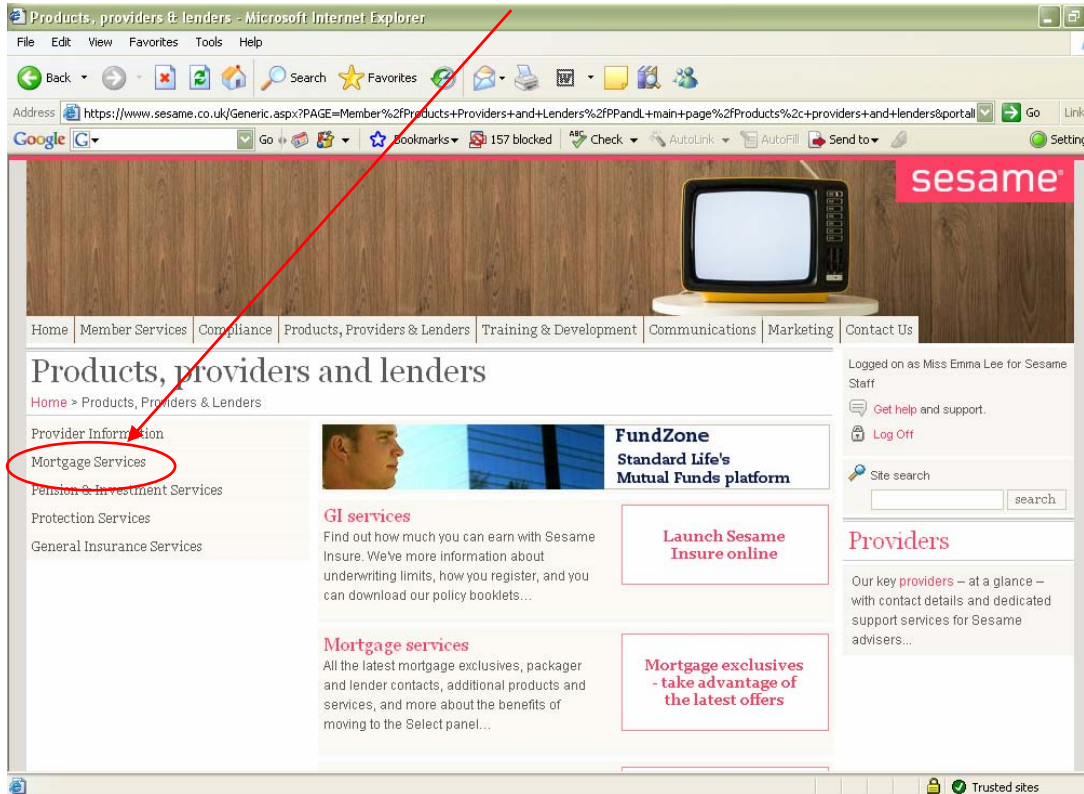 Products, providers & lenders - Microsoft Internet Explorer
File Edit View Favorites Tools Help
Back Search Favorites
Address https://www.sesame.co.uk/Generic.aspx?PAGE=Member%2fProducts+Providers+and+Lenders%2fPPandL+main+page%2fProducts%2c+providers+and+lenders&portall Go Link
Google G Go Bookmarks 157 blocked ABC Check AutoLink AutoFill Send to Setting
sesame
Home Member Services Compliance Products, Providers & Lenders Training & Development Communications Marketing Contact Us
Products, providers and lenders
Home > Products, Providers & Lenders
Provider Information
Mortgage Services
Pension & Investment Services
Protection Services
General Insurance Services
FundZone
Standard Life's
Mutual Funds platform
GI services
Find out how much you can earn with Sesame
Insure. We've more information about
underwriting limits, how you register, and you
can download our policy booklets...
Launch Sesame
Insure online
Mortgage services
All the latest mortgage exclusives, packager
and lender contacts, additional products and
services, and more about the benefits of
moving to the Select panel...
Mortgage exclusives
- take advantage of
the latest offers
Logged on as Miss Emma Lee for Sesame
Staff
Get help and support.
Log Off
Site search
search
Providers
Our key providers – at a glance –
with contact details and dedicated
support services for Sesame
advisers...
Trusted sites